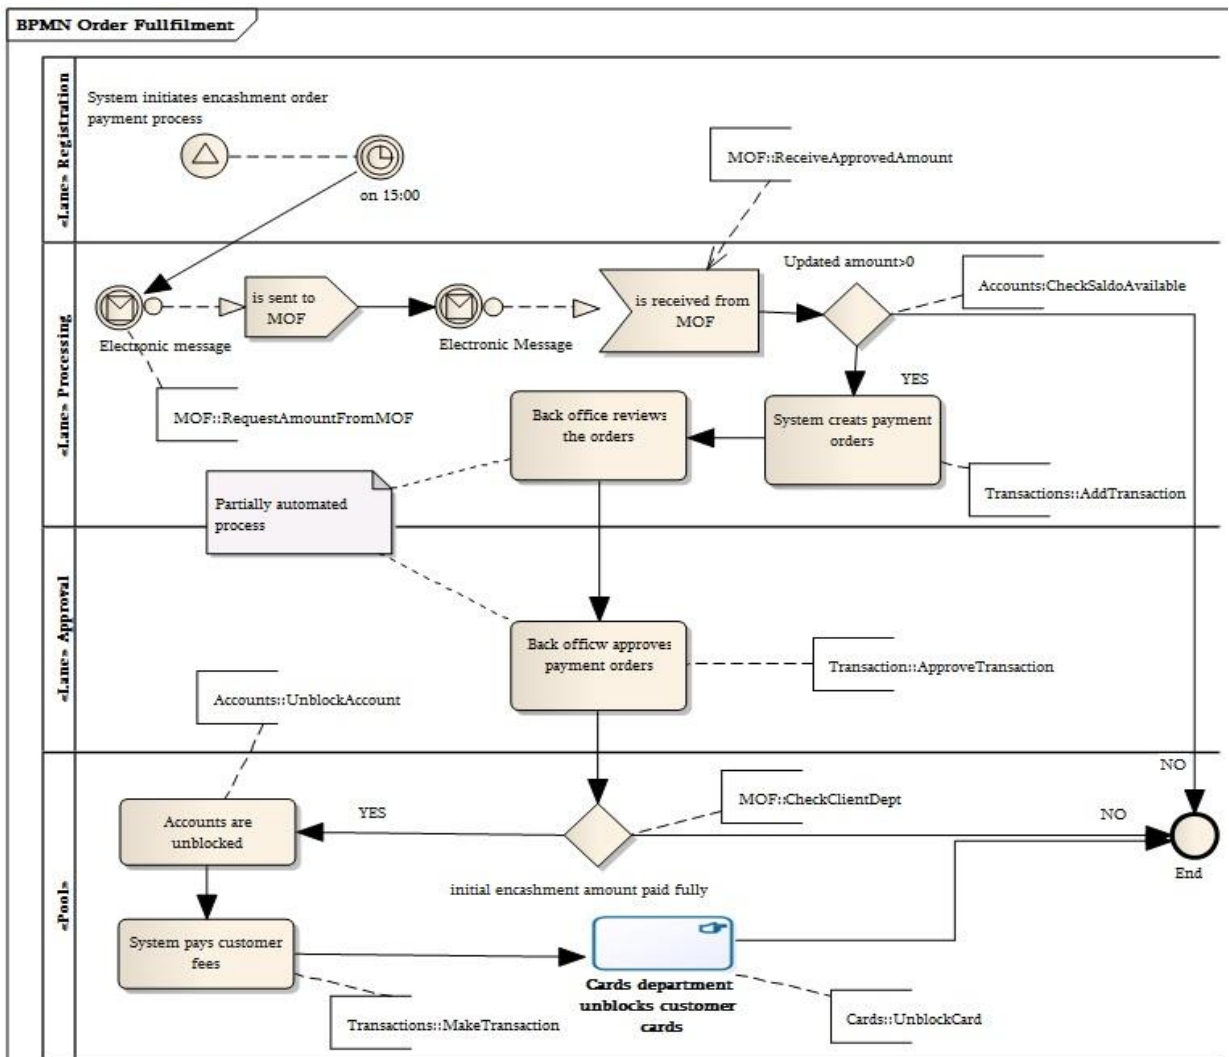 BPMN Order Fullfilment
«Lane» Registration
System initiates encashment order
payment process
on 15:00
MOF::ReceiveApprovedAmount
«Lane» Processing
Updated amount>0
Accounts:CheckSaldoAvailable
is sent to
MOF
is received from
MOF
Electronic message
Electronic Message
YES
MOF::RequestAmountFromMOF
Back office reviews
the orders
System creats payment
orders
Transactions::AddTransaction
Partially automated
process
«Lane» Approval
Back officw approves
payment orders
Transaction::ApproveTransaction
Accounts::UnblockAccount
«Pool»
NO
MOF::CheckClientDept
YES
NO
Accounts are
unblocked
End
initial encashment amount paid fully
System pays customer
fees
Cards department
unblocks customer
cards
Transactions::MakeTransaction
Cards::UnblockCard